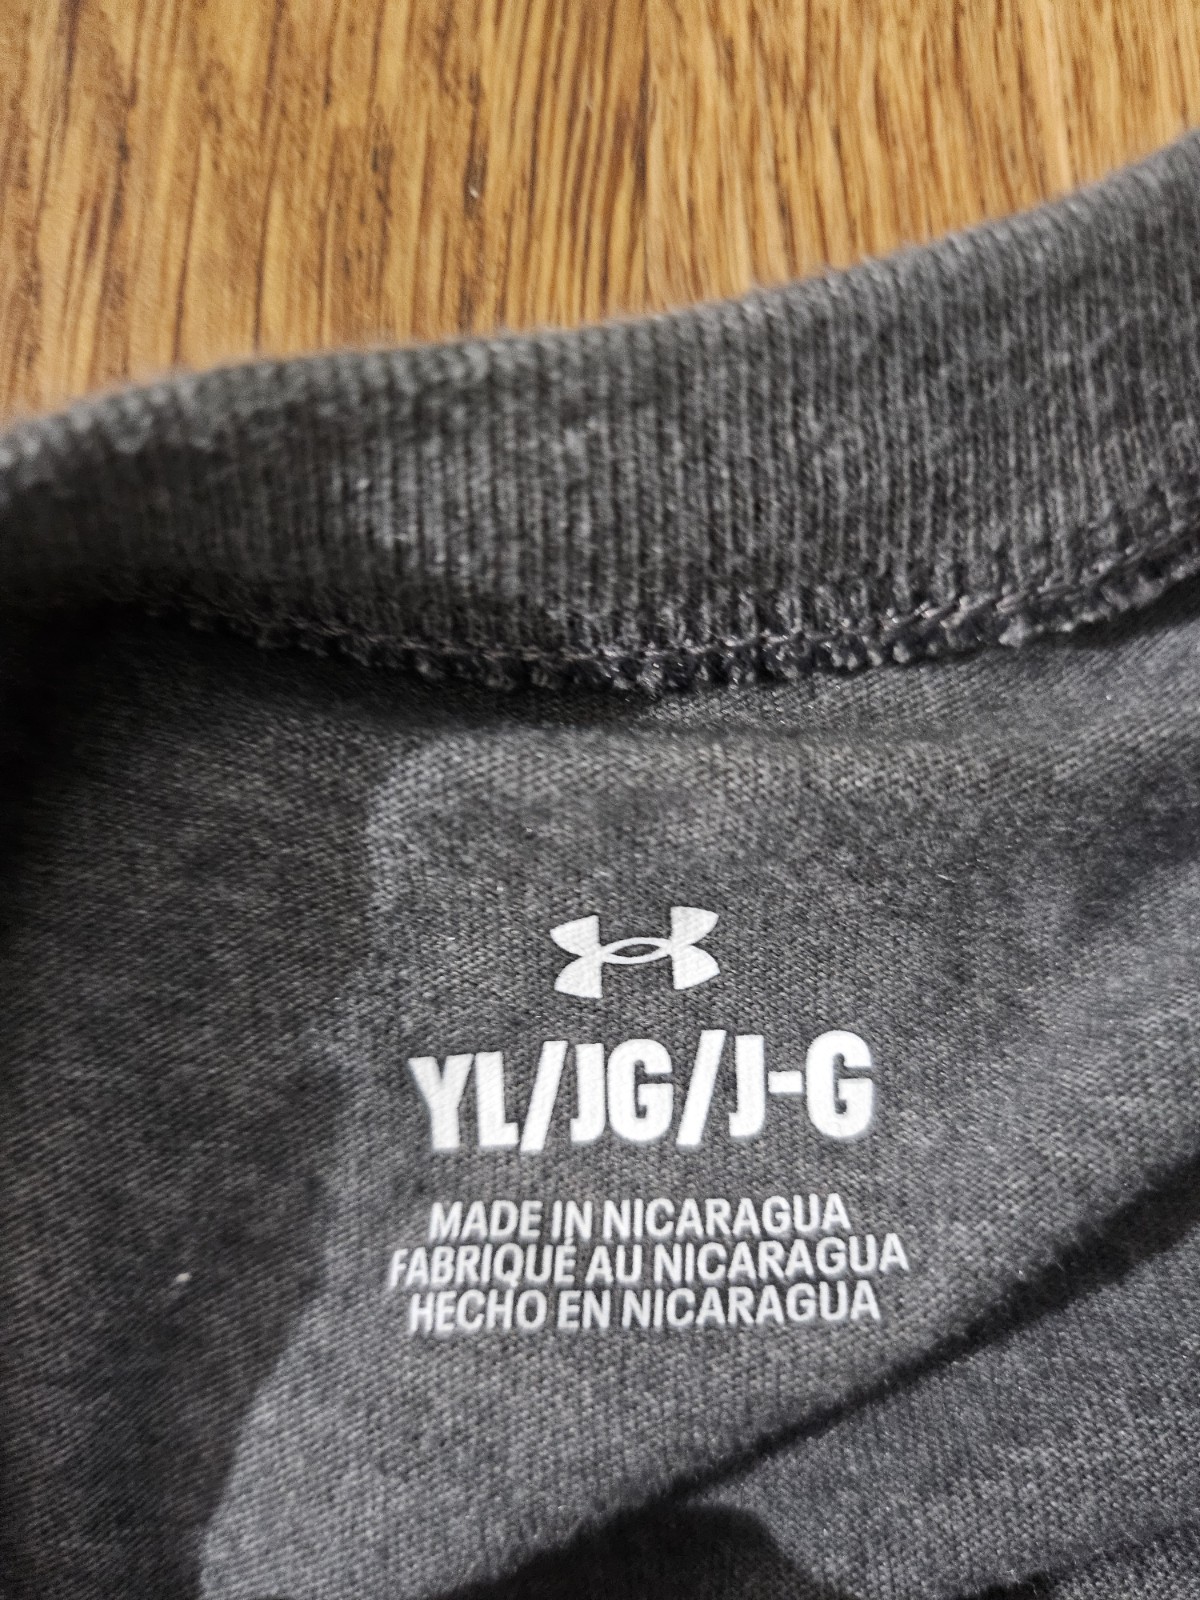 YL/JG/J-G
MADE IN NICARAGUA
FABRIQUÉ AU NICARAGUA
HECHO EN NICARAGUA